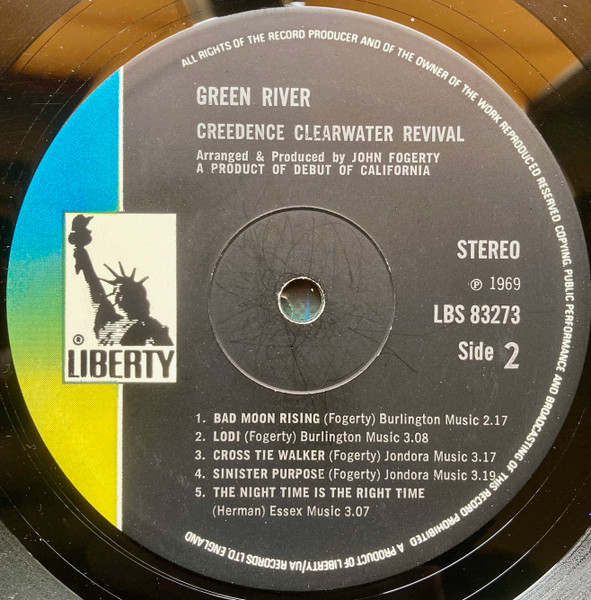 ALL RIGHTS OF THE RECORD PRODUCER AND OF THE OWNER OF THE WORK REPRODUCED RESERVED COPYING, PUBLIC PERFORMANCE AND BROADCASTING OF THIS RECORD PROHIBITED A PRODUCT OF LIBERTY/UA RECORDS LTD. ENGLAND
GREEN RIVER
CREEDENCE CLEARWATER REVIVAL
Arranged & Produced by JOHN FOGERTY
A PRODUCT OF DEBUT OF CALIFORNIA
STEREO
℗ 1969
LBS 83273
Side 2
® LIBERTY
1. BAD MOON RISING (Fogerty) Burlington Music 2.17
2. LODI (Fogerty) Burlington Music 3.08
3. CROSS TIE WALKER (Fogerty) Jondora Music 3.17
4. SINISTER PURPOSE (Fogerty) Jondora Music 3.19
5. THE NIGHT TIME IS THE RIGHT TIME
(Herman) Essex Music 3.07